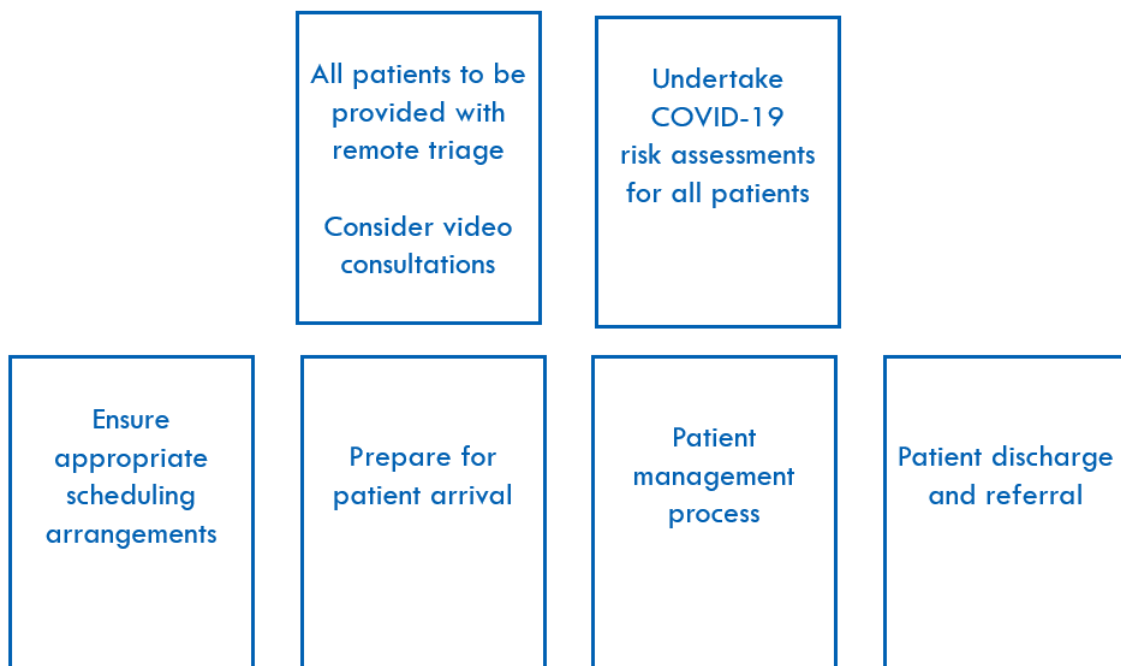 All patients to be
provided with
remote triage
Consider video
consultations
Undertake
COVID-19
risk assessments
for all patients
Ensure
appropriate
scheduling
arrangements
Prepare for
patient arrival
Patient
management
process
Patient discharge
and referral